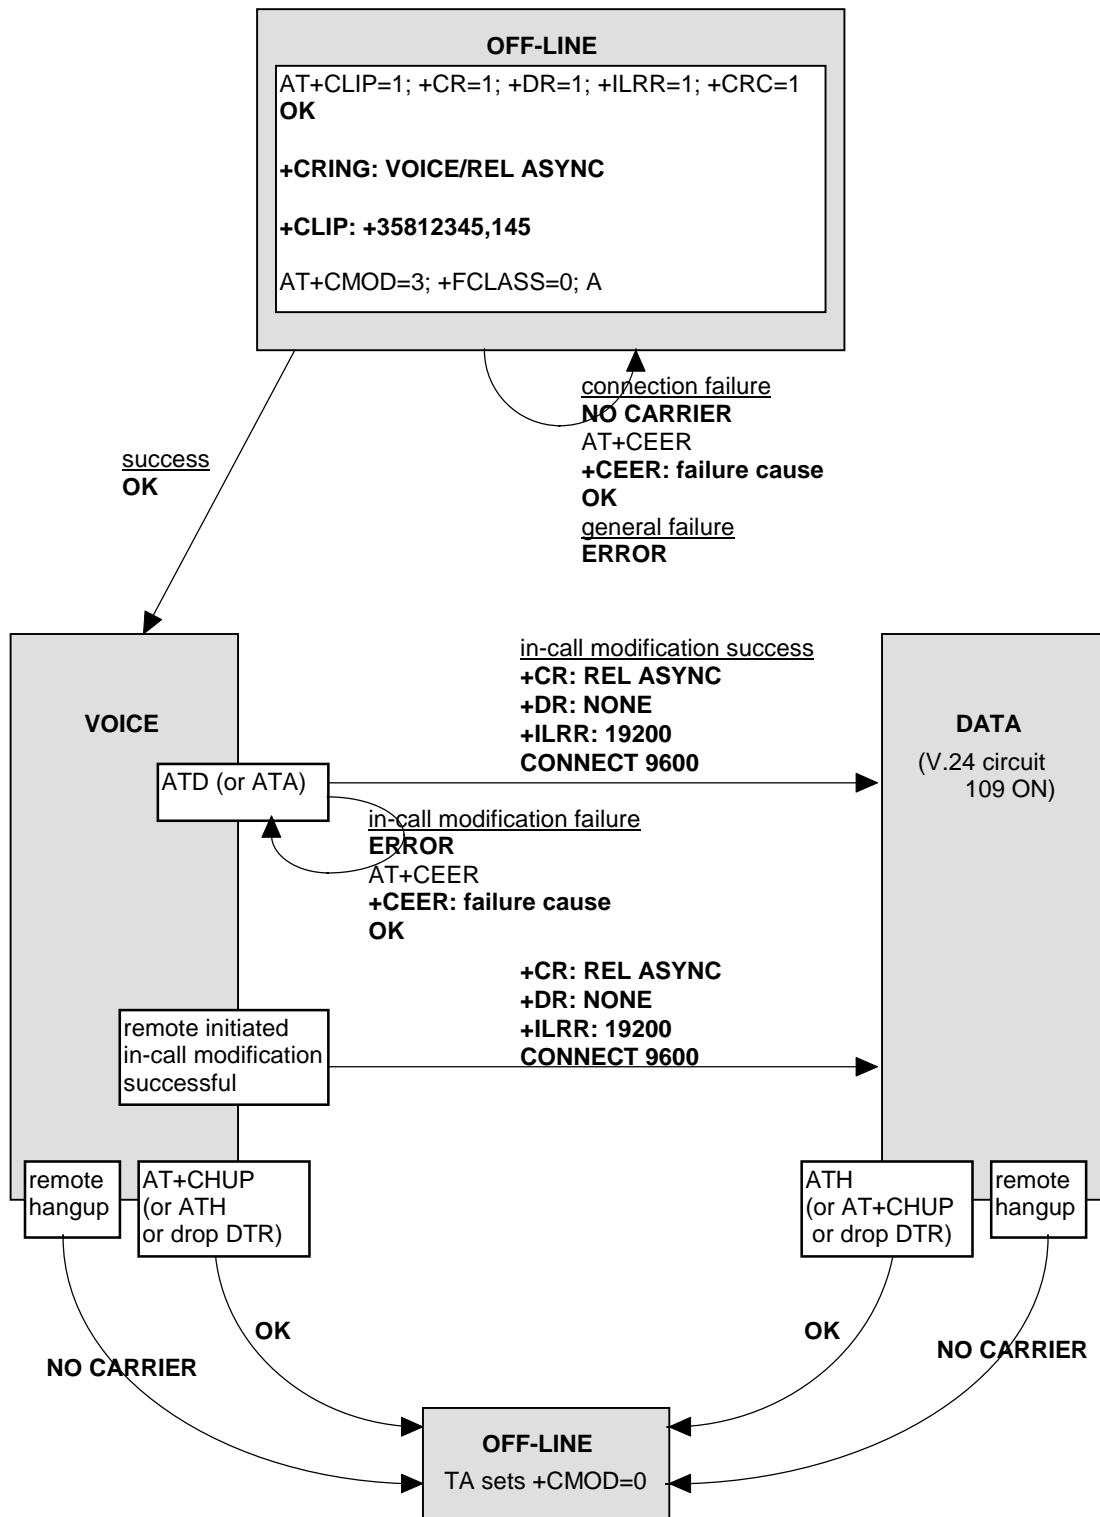 OFF-LINE
AT+CLIP=1; +CR=1; +DR=1; +ILRR=1; +CRC=1
OK
+CRING: VOICE/REL ASYNC
+CLIP: +35812345,145
AT+CMOD=3; +FCLASS=0; A
connection failure
NO CARRIER
AT+CEER
+CEER: failure cause
OK
general failure
ERROR
success
OK
VOICE
ATD (or ATA)
in-call modification success
+CR: REL ASYNC
+DR: NONE
+ILRR: 19200
CONNECT 9600
DATA
(V.24 circuit
109 ON)
in-call modification failure
ERROR
AT+CEER
+CEER: failure cause
OK
remote initiated
in-call modification
successful
+CR: REL ASYNC
+DR: NONE
+ILRR: 19200
CONNECT 9600
remote
hangup
AT+CHUP
(or ATH
or drop DTR)
ATH
(or AT+CHUP
or drop DTR)
remote
hangup
OK
NO CARRIER
OK
NO CARRIER
OFF-LINE
TA sets +CMOD=0